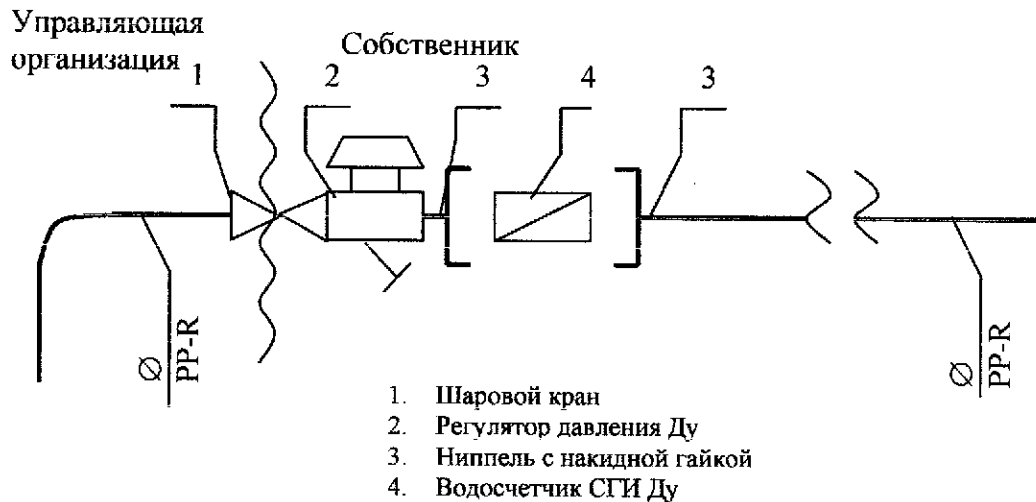 Управляющая
организация
Собственник
1
2
3
4
3
Ø
PP-R
Ø
PP-R
1. Шаровой кран
2. Регулятор давления Ду
3. Ниппель с накидной гайкой
4. Водосчетчик СГИ Ду